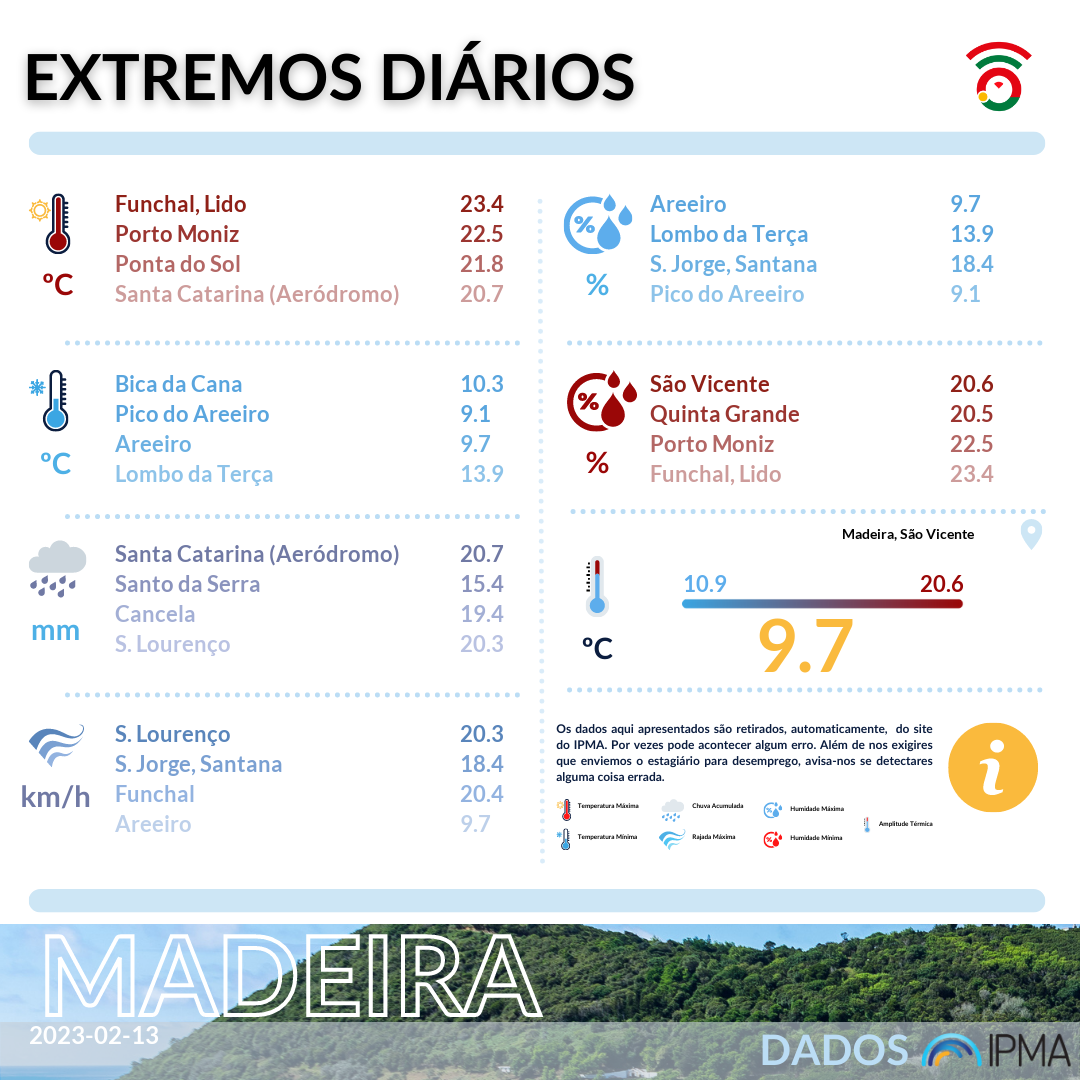 EXTREMOS DIÁRIOS
Funchal, Lido 23.4
Porto Moniz 22.5
Ponta do Sol 21.8
Santa Catarina (Aeródromo) 20.7
ºC
Bica da Cana 10.3
Pico do Areeiro 9.1
Areeiro 9.7
Lombo da Terça 13.9
ºC
Santa Catarina (Aeródromo) 20.7
Santo da Serra 15.4
Cancela 19.4
S. Lourenço 20.3
mm
S. Lourenço 20.3
S. Jorge, Santana 18.4
Funchal 20.4
Areeiro 9.7
km/h
%
Areeiro 9.7
Lombo da Terça 13.9
S. Jorge, Santana 18.4
Pico do Areeiro 9.1
%
%
São Vicente 20.6
Quinta Grande 20.5
Porto Moniz 22.5
Funchal, Lido 23.4
%
Madeira, São Vicente
10.9 20.6
9.7
ºC
Os dados aqui apresentados são retirados, automaticamente, do site
do IPMA. Por vezes pode acontecer algum erro. Além de nos exigires
que enviemos o estagiário para desemprego, avisa-nos se detectares
alguma coisa errada.
i
Temperatura Máxima
Chuva Acumulada
Humidade Máxima
Amplitude Térmica
Temperatura Mínima
Rajada Máxima
Humidade Mínima
MADEIRA
2023-02-13
DADOS IPMA